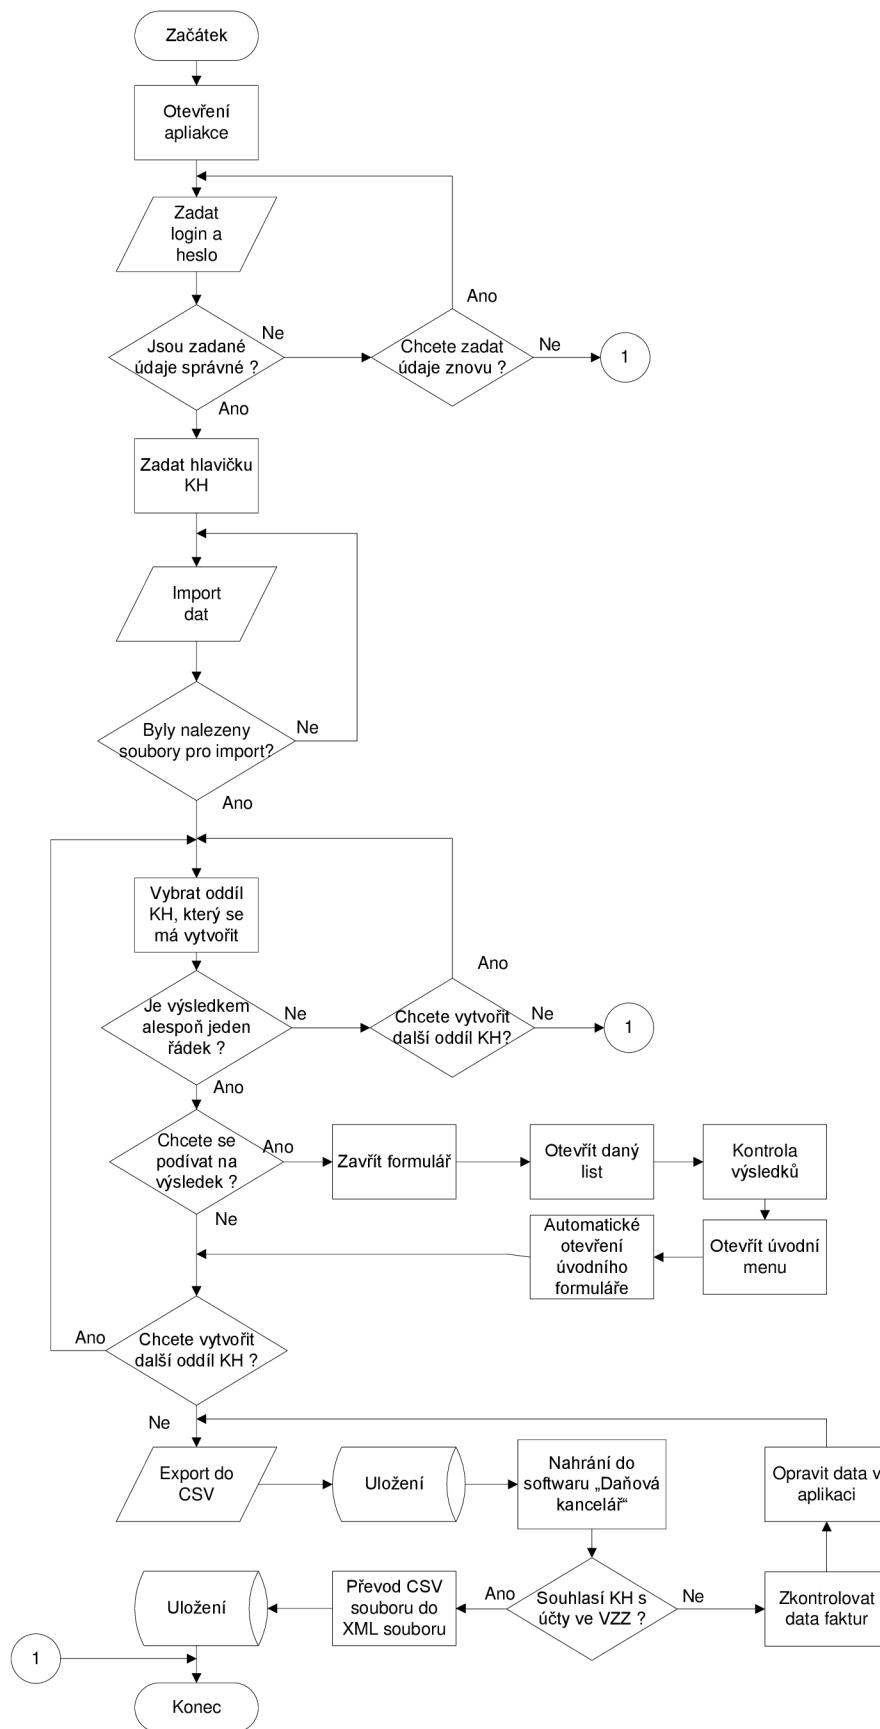 Začátek
Otevření
apliakce
Zadat
login a
heslo
Ano
Ne
Jsou zadané
údaje správné ?
Chcete zadat
údaje znovu ?
Ne
1
Ano
Zadat hlavičku
KH
Import
dat
Byly nalezeny
soubory pro import?
Ne
Ano
Vybrat oddíl
KH, který se
má vytvořit
Ano
Je výsledkem
alespoň jeden
řádek ?
Ne
Chcete vytvořit
další oddíl KH?
Ne
1
Ano
Chcete se
podívat na
výsledek ?
Ano
Zavřít formulář
Otevřít daný
list
Kontrola
výsledků
Ne
Automatické
otevření
úvodního
formuláře
Otevřít úvodní
menu
Ano
Chcete vytvořit
další oddíl KH ?
Ne
Export do
CSV
Uložení
Nahrání do
softwaru „Daňová
kancelář“
Opravit data v
aplikaci
Uložení
Převod CSV
souboru do
XML souboru
Ano
Souhlasí KH s
účty ve VZZ ?
Ne
Zkontrolovat
data faktur
1
Konec